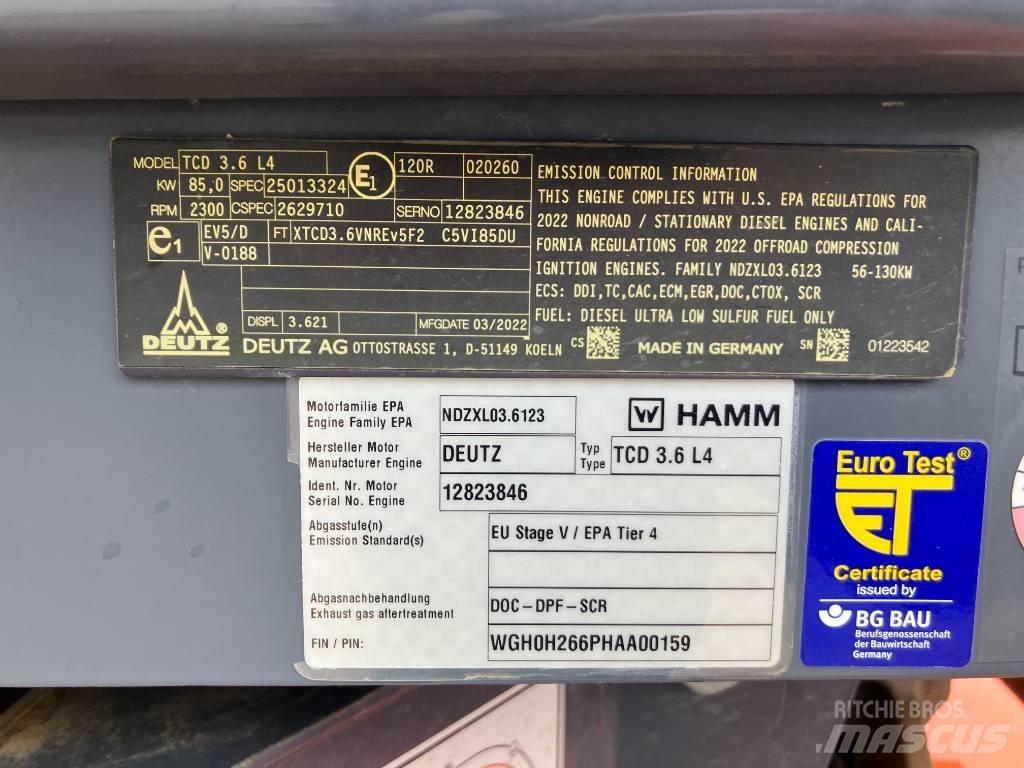 MODEL TCD 3.6 L4 E1 120R 020260
KW 85,0 SPEC 25013324
RPM 2300 CSPEC 2629710 SERNO 12823846
e1 EV5/D FT XTCD3.6VNREv5F2 C5VI85DU
V-0188
DISPL 3.621 MFGDATE 03/2022
EMISSION CONTROL INFORMATION
THIS ENGINE COMPLIES WITH U.S. EPA REGULATIONS FOR
2022 NONROAD / STATIONARY DIESEL ENGINES AND CALI-
FORNIA REGULATIONS FOR 2022 OFFROAD COMPRESSION
IGNITION ENGINES. FAMILY NDZXL03.6123 56-130KW
ECS: DDI,TC,CAC,ECM,EGR,DOC,CTOX, SCR
FUEL: DIESEL ULTRA LOW SULFUR FUEL ONLY
DEUTZ® DEUTZ AG OTTOSTRASSE 1, D-51149 KOELN CS MADE IN GERMANY SN 01223542
Motorfamilie EPA
Engine Family EPA NDZXL03.6123 W HAMM
Hersteller Motor
Manufacturer Engine DEUTZ Typ
Type TCD 3.6 L4
Ident. Nr. Motor
Serial No. Engine 12823846
Abgasstufe(n)
Emission Standard(s) EU Stage V / EPA Tier 4
Abgasnachbehandlung
Exhaust gas aftertreatment DOC-DPF-SCR
FIN / PIN: WGH0H266PHAA00159
Euro Test®
ET
Certificate
issued by
BG BAU
Berufsgenossenschaft
der Bauwirtschaft
Germany
RITCHIE BROS.
MASCUS